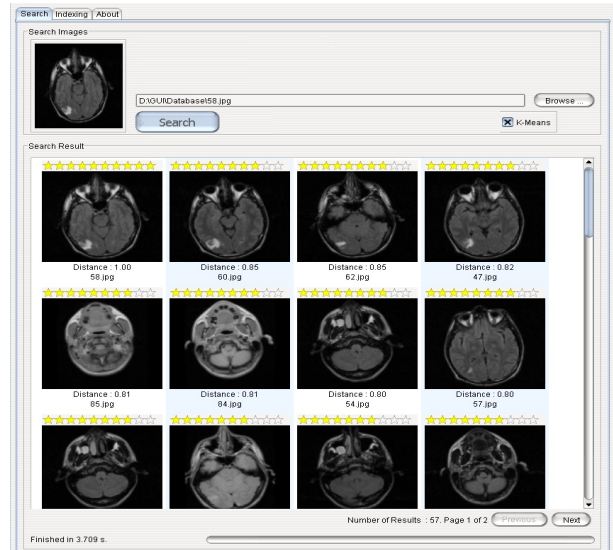 Search Indexing About
Search Images
D:\GUI\Database\58.jpg
Browse ...
Search
K-Means
Search Result
Distance : 1.00 Distance : 0.85 Distance : 0.85 Distance : 0.82
58.jpg 60.jpg 62.jpg 47.jpg
Distance : 0.81 Distance : 0.81 Distance : 0.80 Distance : 0.80
85.jpg 84.jpg 54.jpg 57.jpg
Number of Results : 57. Page 1 of 2 Previous Next
Finished in 3.709 s.